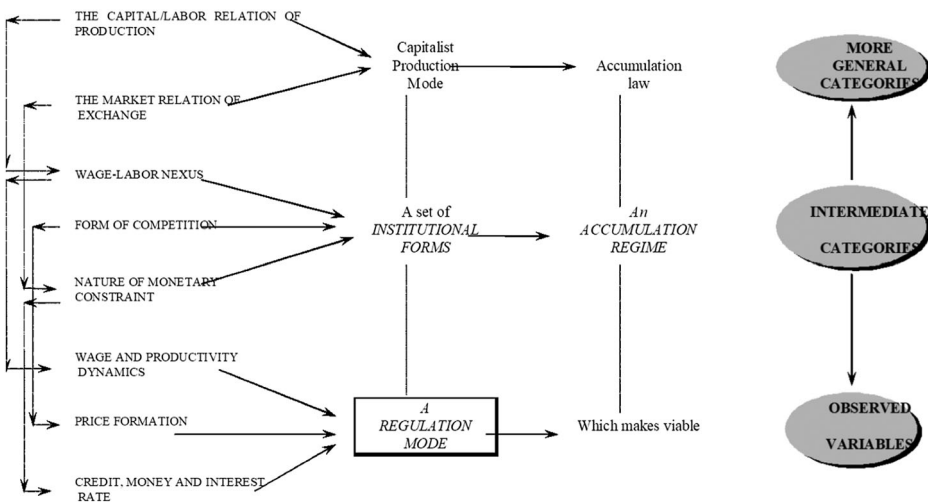 THE CAPITAL/LABOR RELATION OF
PRODUCTION
THE MARKET RELATION OF
EXCHANGE
WAGE-LABOR NEXUS
FORM OF COMPETITION
NATURE OF MONETARY
CONSTRAINT
WAGE AND PRODUCTIVITY
DYNAMICS
PRICE FORMATION
CREDIT, MONEY AND INTEREST
RATE
Capitalist
Production
Mode
A set of
INSTITUTIONAL
FORMS
A
REGULATION
MODE
Accumulation
law
An
ACCUMULATION
REGIME
Which makes viable
MORE
GENERAL
CATEGORIES
INTERMEDIATE
CATEGORIES
OBSERVED
VARIABLES